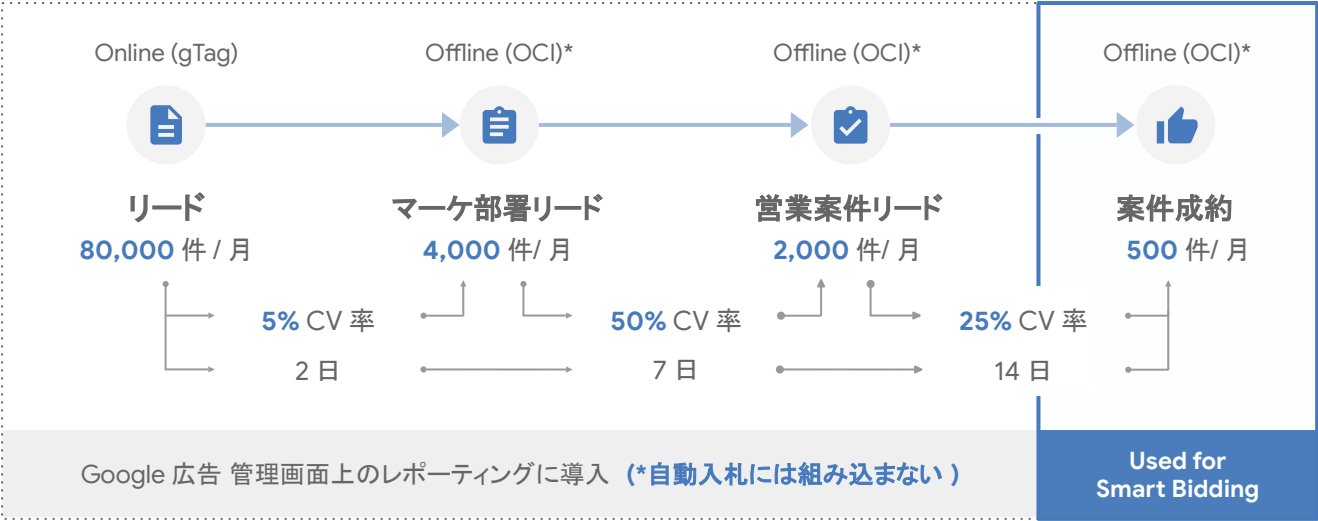 Online (gTag)
Offline (OCI)*
Offline (OCI)*
Offline (OCI)*
リード
マーケ部署リード
営業案件リード
案件成約
80,000 件 / 月
4,000 件/ 月
2,000 件/ 月
500 件/ 月
5% CV 率
50% CV 率
25% CV 率
2 日
7 日
14 日
Google 広告 管理画面上のレポーティングに導入 (*自動入札には組み込まない )
Used for
Smart Bidding